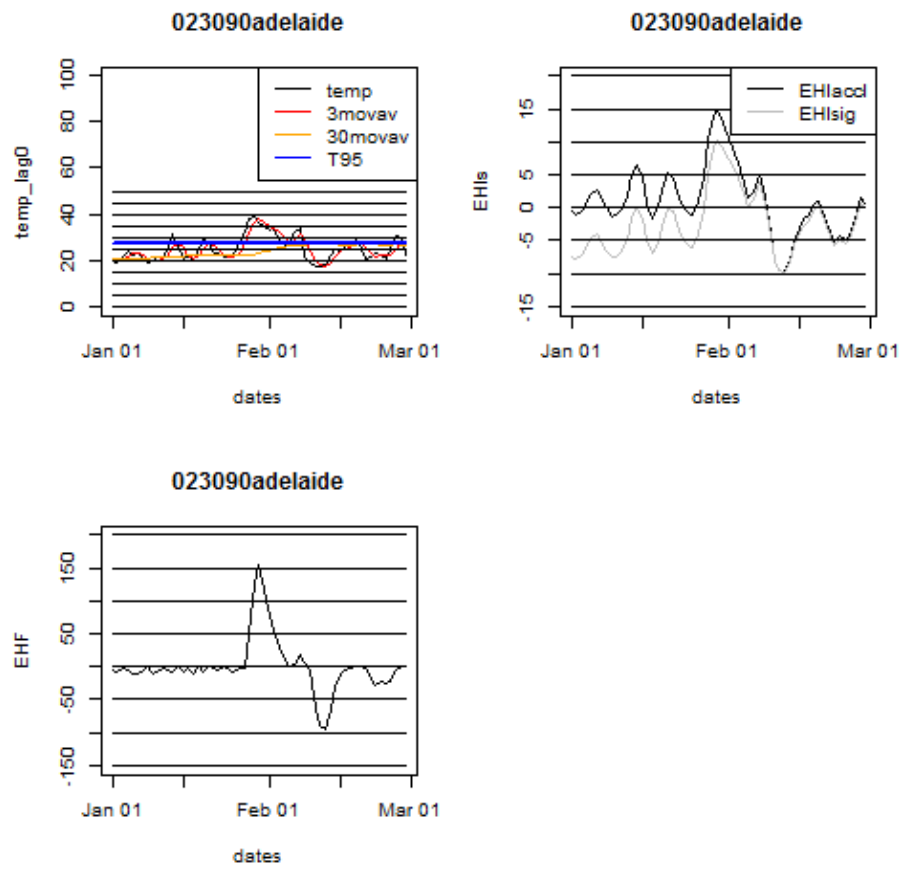 023090adelaide
temp_lag0
100
80
60
40
20
0
temp
3movav
30movav
T95
Jan 01
Feb 01
Mar 01
dates
023090adelaide
EHIs
15
5
0
-5
-15
EHIaccl
EHIsig
Jan 01
Feb 01
Mar 01
dates
023090adelaide
EHF
150
50
-50
-150
Jan 01
Feb 01
Mar 01
dates